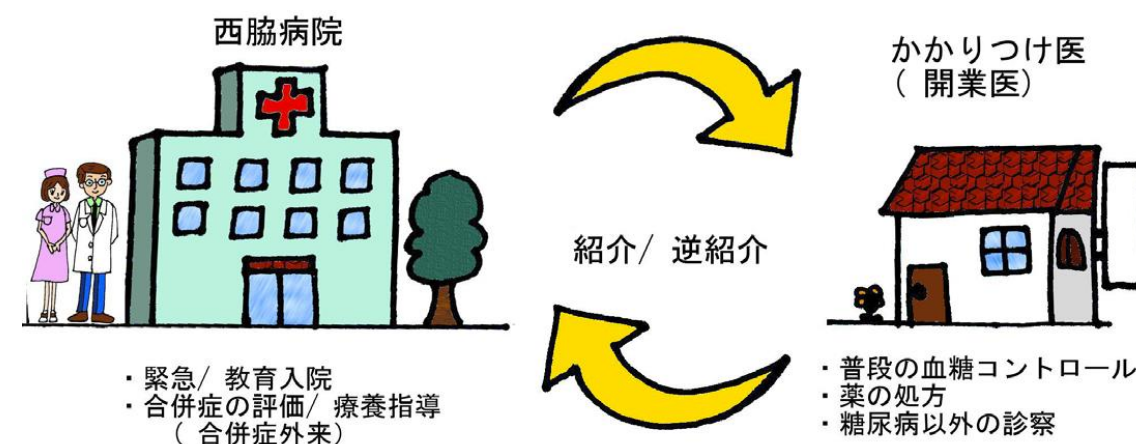 西脇病院
かかりつけ医
( 開業医)
紹介/ 逆紹介
・緊急/ 教育入院
・合併症の評価/ 療養指導
( 合併症外来)
・普段の血糖コントロール
・薬の処方
・糖尿病以外の診察